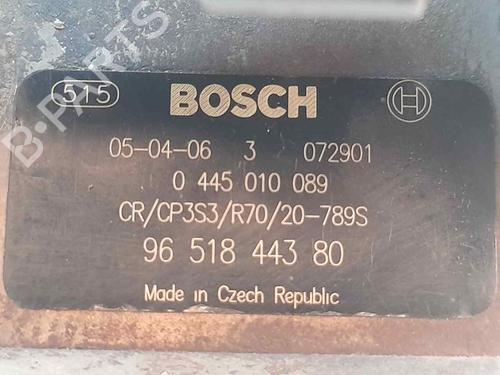 B-PARTS
515 BOSCH
05-04-06 3 072901
0 445 010 089
CR/CP3S3/R70/20-789S
96 518 443 80
Made in Czech Republic